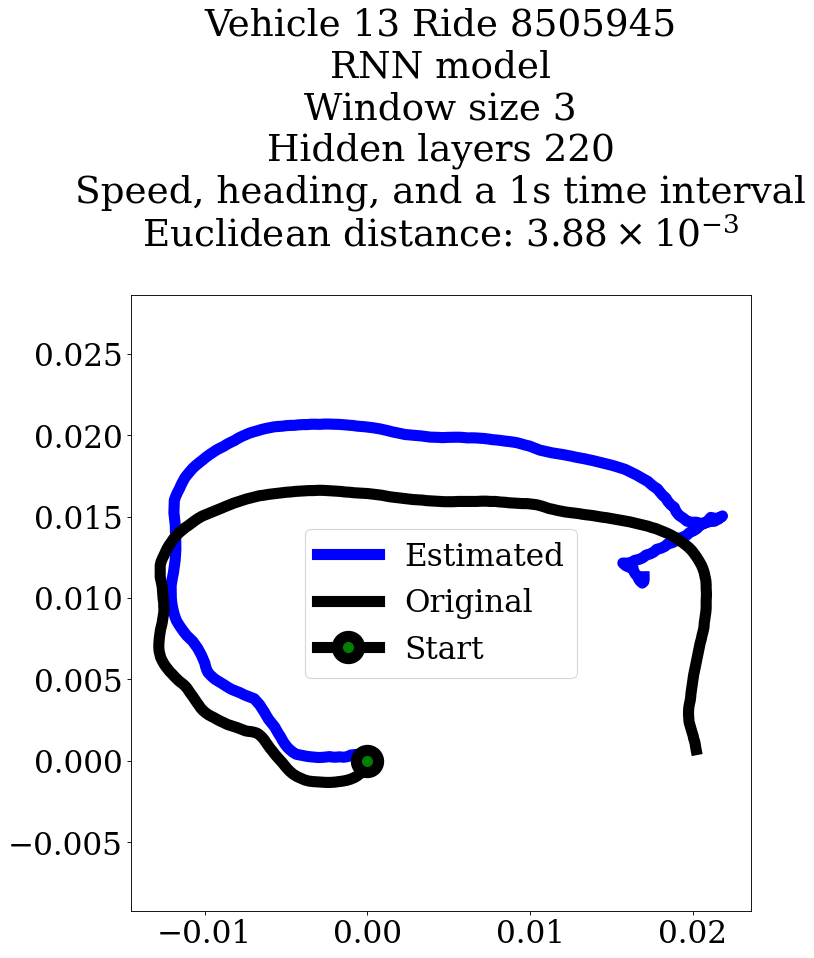 Vehicle 13 Ride 8505945
RNN model
Window size 3
Hidden layers 220
Speed, heading, and a 1s time interval
Euclidean distance: 3.88 × 10⁻³
0.025
0.020
0.015
0.010
0.005
0.000
−0.005
Estimated
Original
Start
−0.01 0.00 0.01 0.02